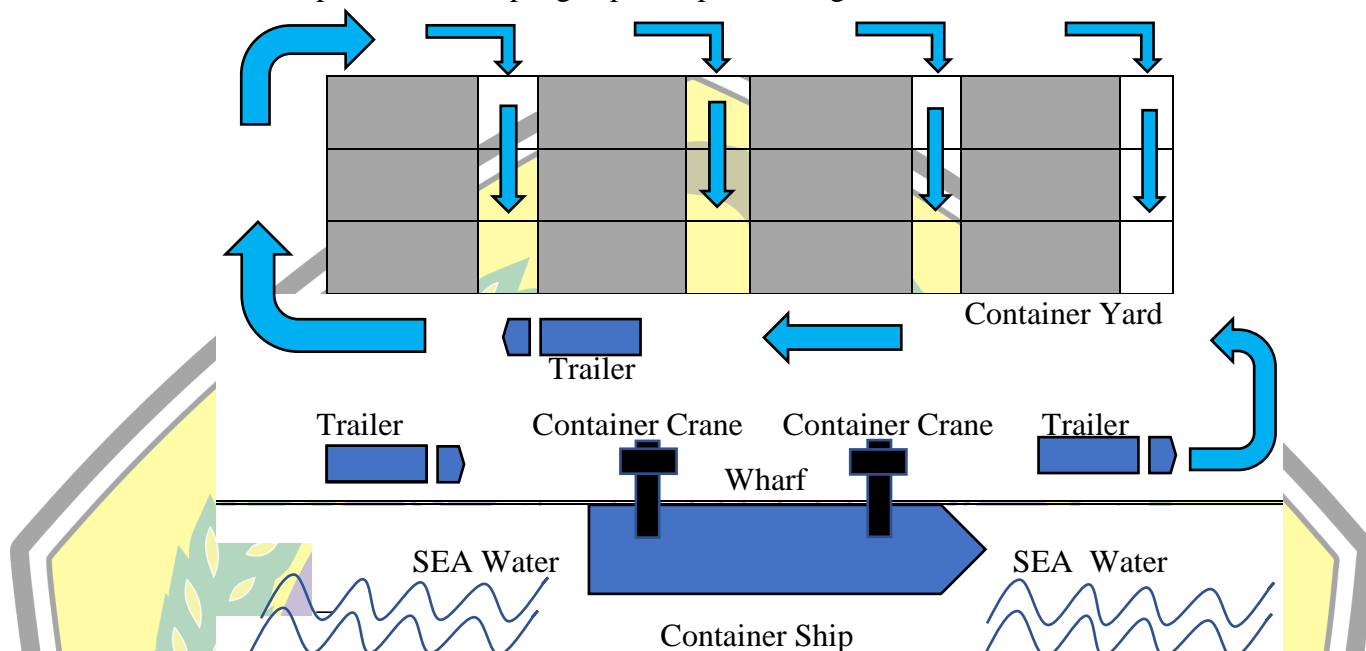 Container Yard
Trailer
Trailer
Container Crane
Container Crane
Trailer
Wharf
SEA Water
SEA Water
Container Ship